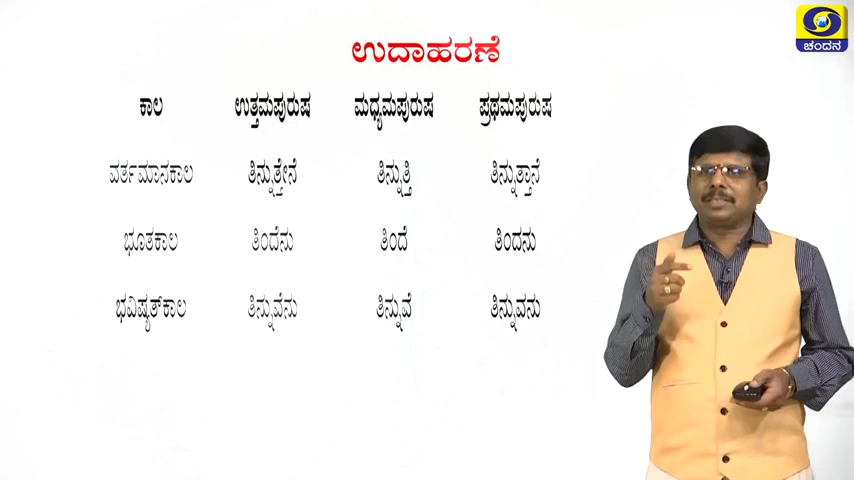 ಉದಾಹರಣೆ
ಚಂದನ
ಕಾಲ ಉತ್ತಮಪುರುಷ ಮಧ್ಯಮಪುರುಷ ಪ್ರಥಮಪುರುಷ
ವರ್ತಮಾನಕಾಲ ತಿನ್ನುತ್ತೇನೆ ತಿನ್ನುತ್ತಿ ತಿನ್ನುತ್ತಾನೆ
ಭೂತಕಾಲ ತಿಂದೆನು ತಿಂದೆ ತಿಂದನು
ಭವಿಷ್ಯತ್‌ಕಾಲ ತಿನ್ನುವೆನು ತಿನ್ನುವೆ ತಿನ್ನುವನು